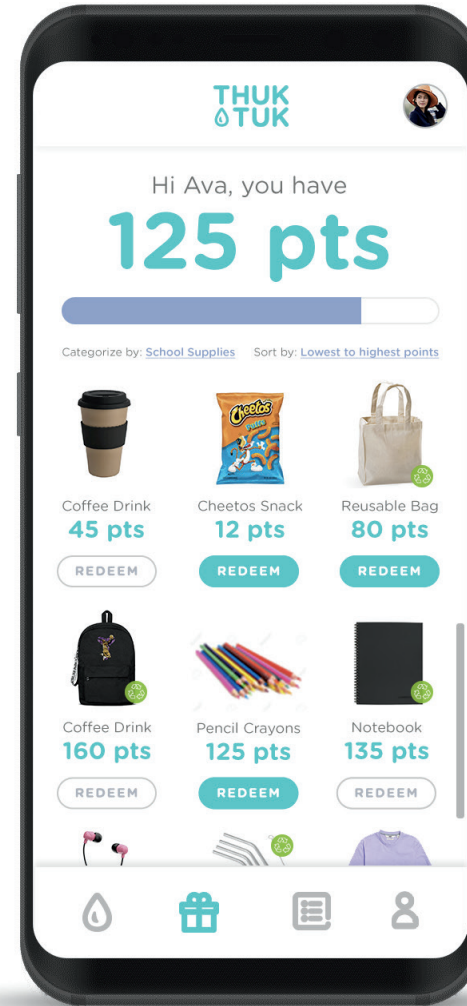 THUK
TUK
Hi Ava, you have
125 pts
Categorize by: School Supplies Sort by: Lowest to highest points
Cheetos
Puffs
Coffee Drink Cheetos Snack Reusable Bag
45 pts 12 pts 80 pts
REDEEM REDEEM REDEEM
Coffee Drink Pencil Crayons Notebook
160 pts 125 pts 135 pts
REDEEM REDEEM REDEEM